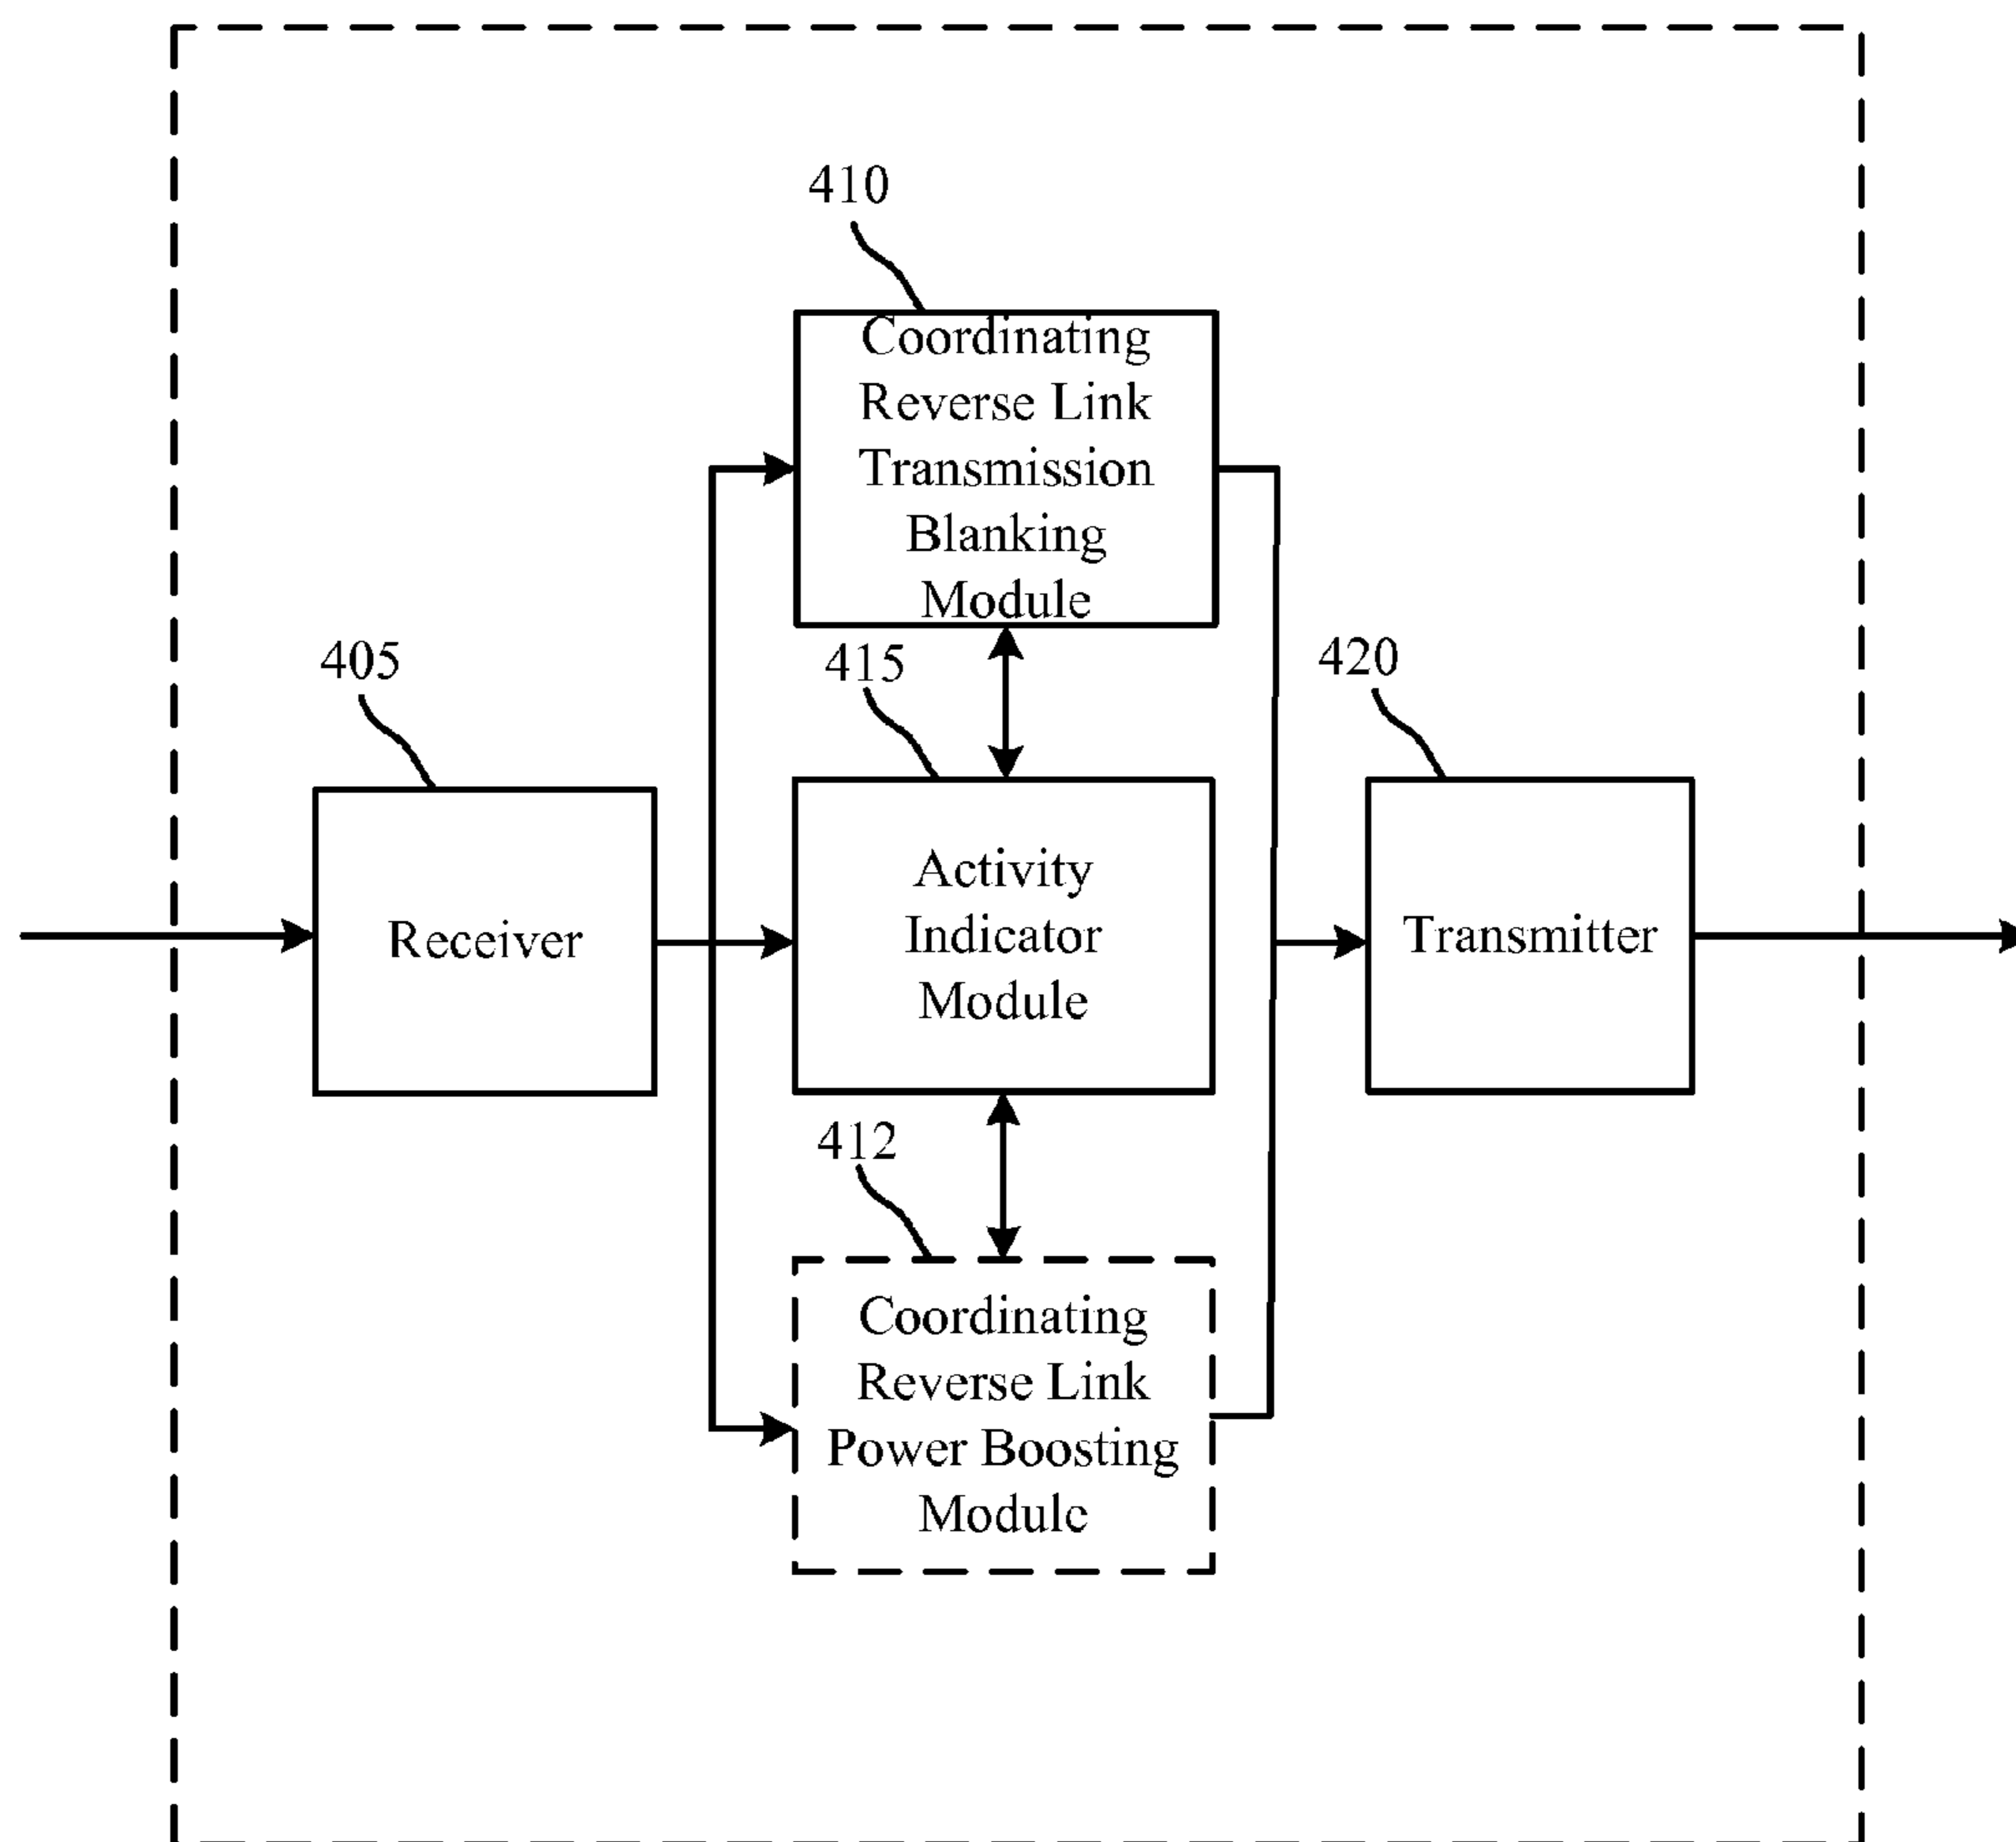 410
Coordinating
Reverse Link
Transmission
Blanking
Module
405
415
420
Receiver
Activity
Indicator
Module
Transmitter
412
Coordinating
Reverse Link
Power Boosting
Module